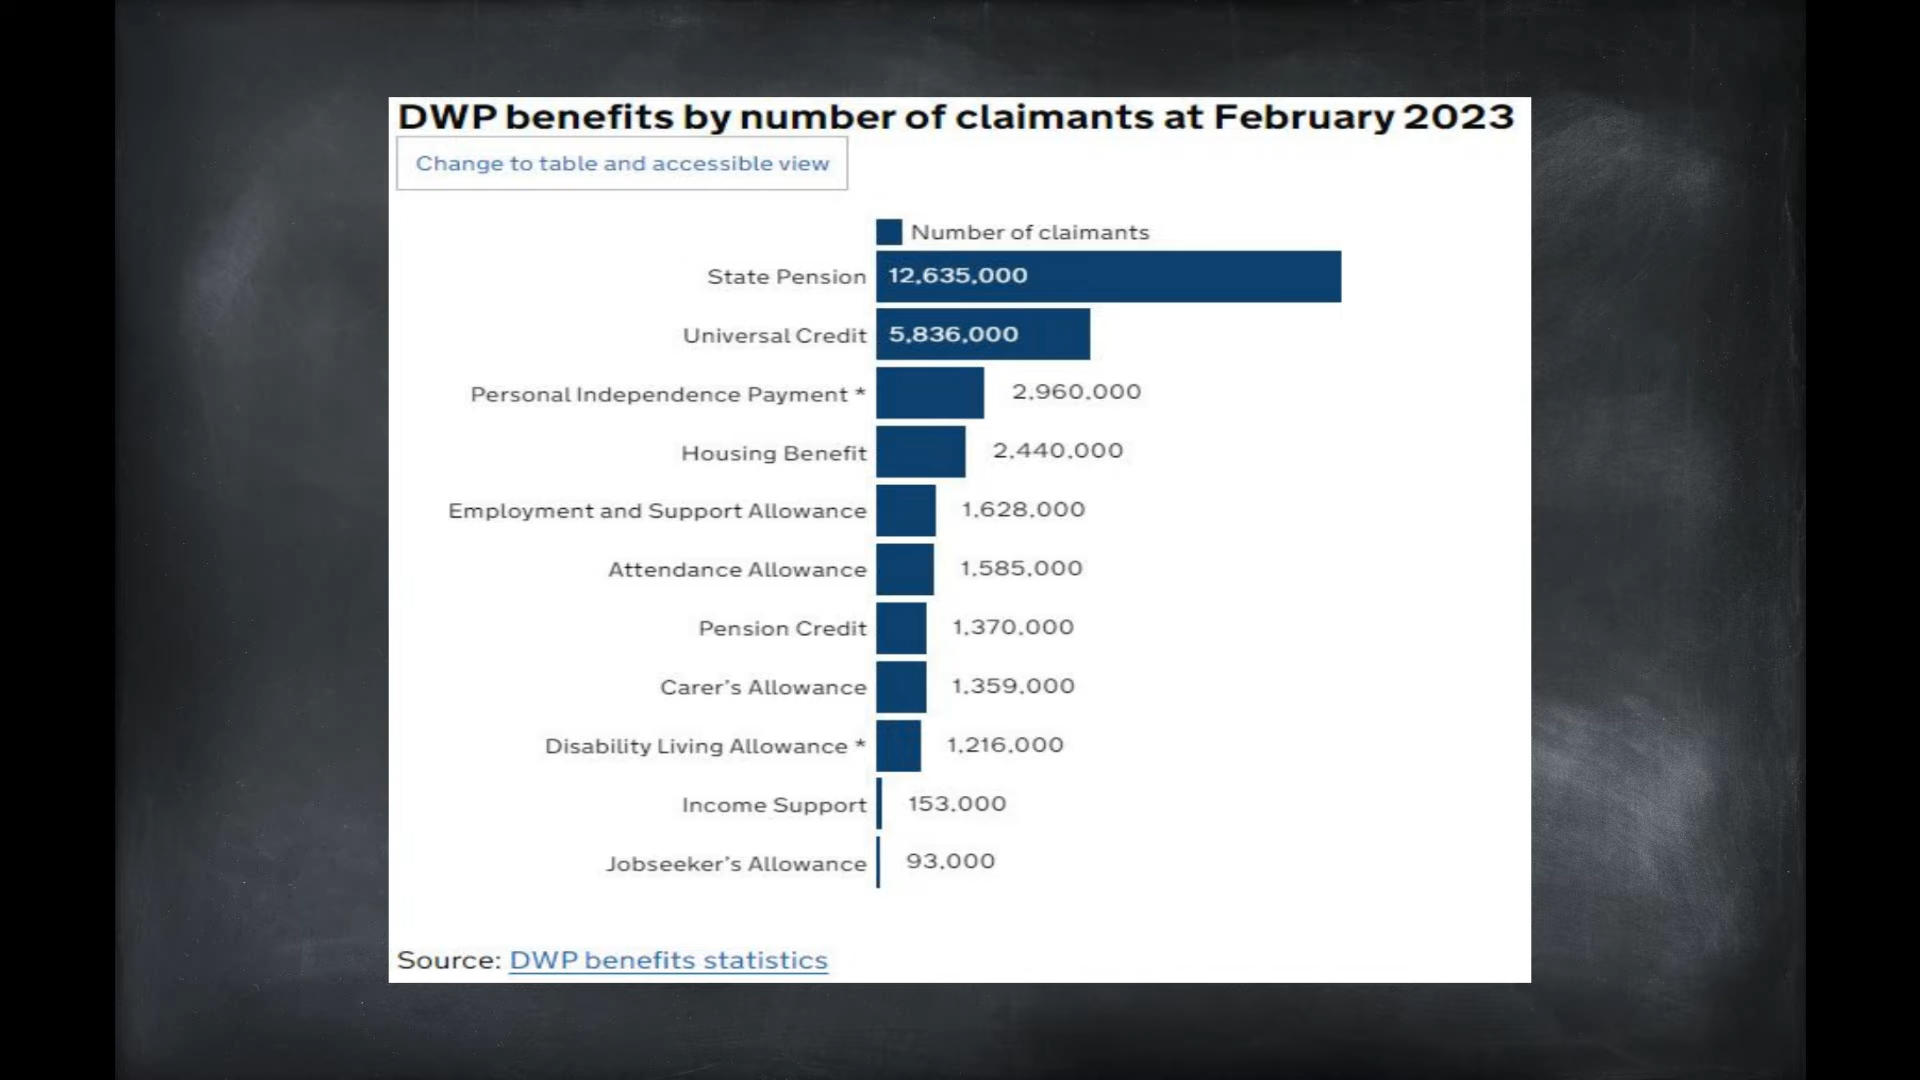 DWP benefits by number of claimants at February 2023
Change to table and accessible view
Number of claimants
State Pension 12,635,000
Universal Credit 5,836,000
Personal Independence Payment * 2,960,000
Housing Benefit 2,440,000
Employment and Support Allowance 1,628,000
Attendance Allowance 1,585,000
Pension Credit 1,370,000
Carer's Allowance 1,359,000
Disability Living Allowance * 1,216,000
Income Support 153,000
Jobseeker's Allowance 93,000
Source: DWP benefits statistics